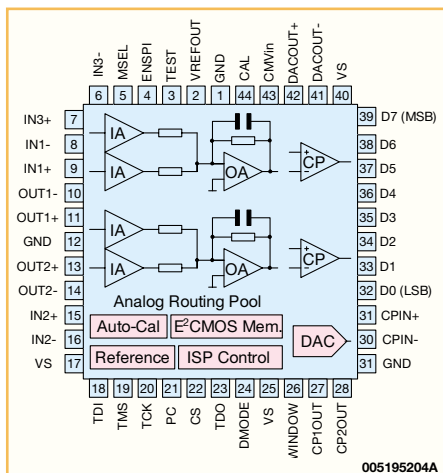 IN3-
MSEL
ENSPI
TEST
VREFOUT
GND
CAL
CMVin
DACOUT+
DACOUT-
VS
6
5
4
3
2
1
44
43
42
41
40
IN3+ 7
IN1- 8
IN1+ 9
OUT1- 10
OUT1+ 11
GND 12
OUT2+ 13
OUT2- 14
IN2+ 15
IN2- 16
VS 17
39 D7 (MSB)
38 D6
37 D5
36 D4
35 D3
34 D2
33 D1
32 D0 (LSB)
31 CPIN+
30 CPIN-
31 GND
IA
IA
OA
+
−
CP
IA
IA
OA
+
−
CP
Analog Routing Pool
Auto-Cal
E²CMOS Mem.
Reference
ISP Control
DAC
18
19
20
21
22
23
24
25
26
27
28
TDI
TMS
TCK
PC
CS
TDO
DMODE
VS
WINDOW
CP1OUT
CP2OUT
005195204A